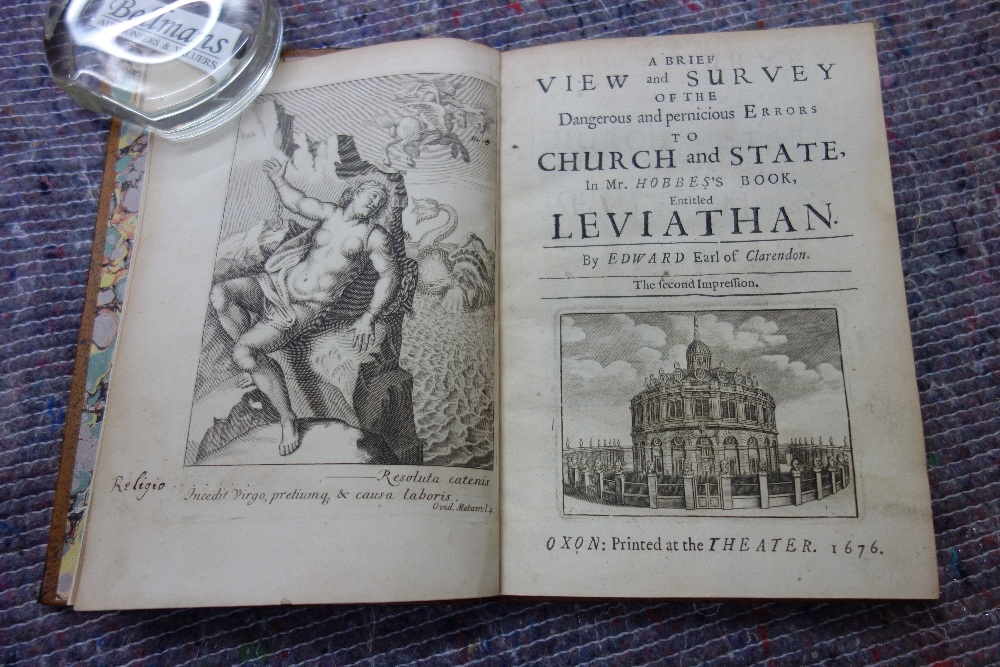 Bedmans
& VALUERS
Resoluta catenis
Religio
Incedit Virgo, pretiumq, & causa laboris.
Ovid. Metam: l. 4.
A BRIEF
VIEW and SURVEY
OF THE
Dangerous and pernicious ERRORS
TO
CHURCH and STATE,
In Mr. HOBBES'S BOOK,
Entitled
LEVIATHAN.
By EDWARD Earl of Clarendon.
The ſecond Impreſſion.
OXON: Printed at the THEATER. 1676.